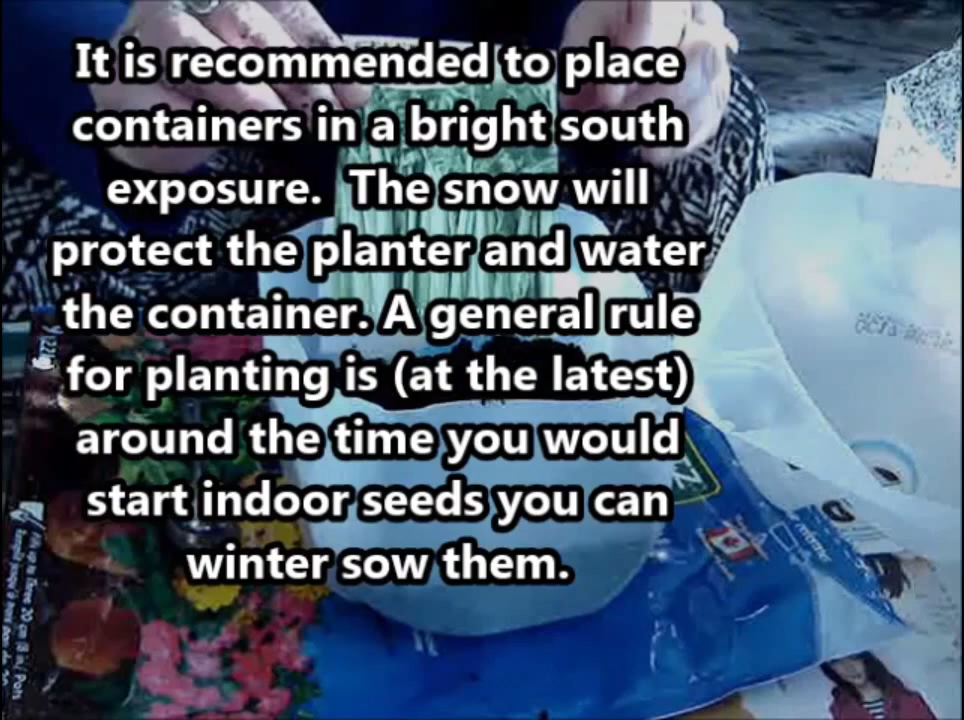 It is recommended to place
containers in a bright south
exposure. The snow will
protect the planter and water
the container. A general rule
for planting is (at the latest)
around the time you would
start indoor seeds you can
winter sow them.